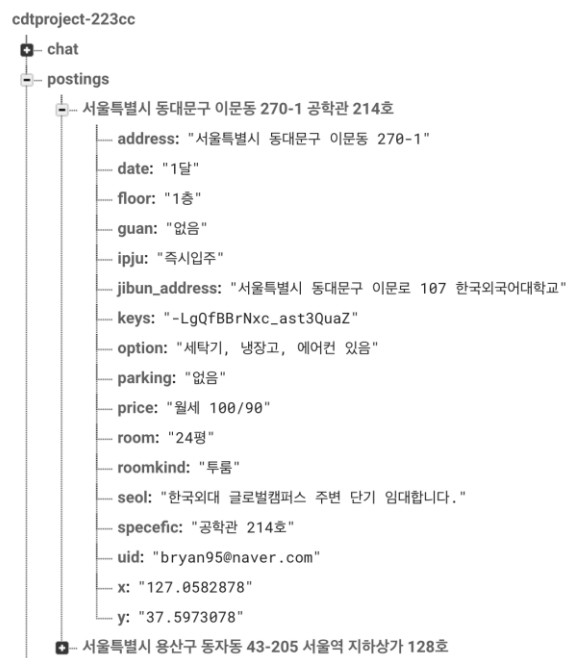 cdtproject-223cc
chat
postings
서울특별시 동대문구 이문동 270-1 공학관 214호
address: "서울특별시 동대문구 이문동 270-1"
date: "1달"
floor: "1층"
guan: "없음"
ipju: "즉시입주"
jibun_address: "서울특별시 동대문구 이문로 107 한국외국어대학교"
keys: "-LgQfBBrNxc_ast3QuaZ"
option: "세탁기, 냉장고, 에어컨 있음"
parking: "없음"
price: "월세 100/90"
room: "24평"
roomkind: "투룸"
seol: "한국외대 글로벌캠퍼스 주변 단기 임대합니다."
specefic: "공학관 214호"
uid: "bryan95@naver.com"
x: "127.0582878"
y: "37.5973078"
서울특별시 용산구 동자동 43-205 서울역 지하상가 128호